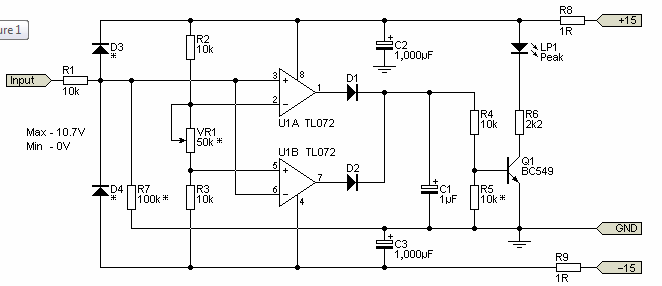 ure 1
R8
+15
1R
D3
*
R2
10k
C2
1,000µF
LP1
Peak
Input
R1
10k
3
8
1
2
U1A TL072
D1
R4
10k
R6
2k2
Max - 10.7V
Min - 0V
VR1
50k *
U1B TL072
5
7
6
4
D2
Q1
BC549
D4
*
R7
100k *
R3
10k
C1
1µF
R5
10k *
GND
C3
1,000µF
R9
1R
−15
+
+
+
+
+
−
−